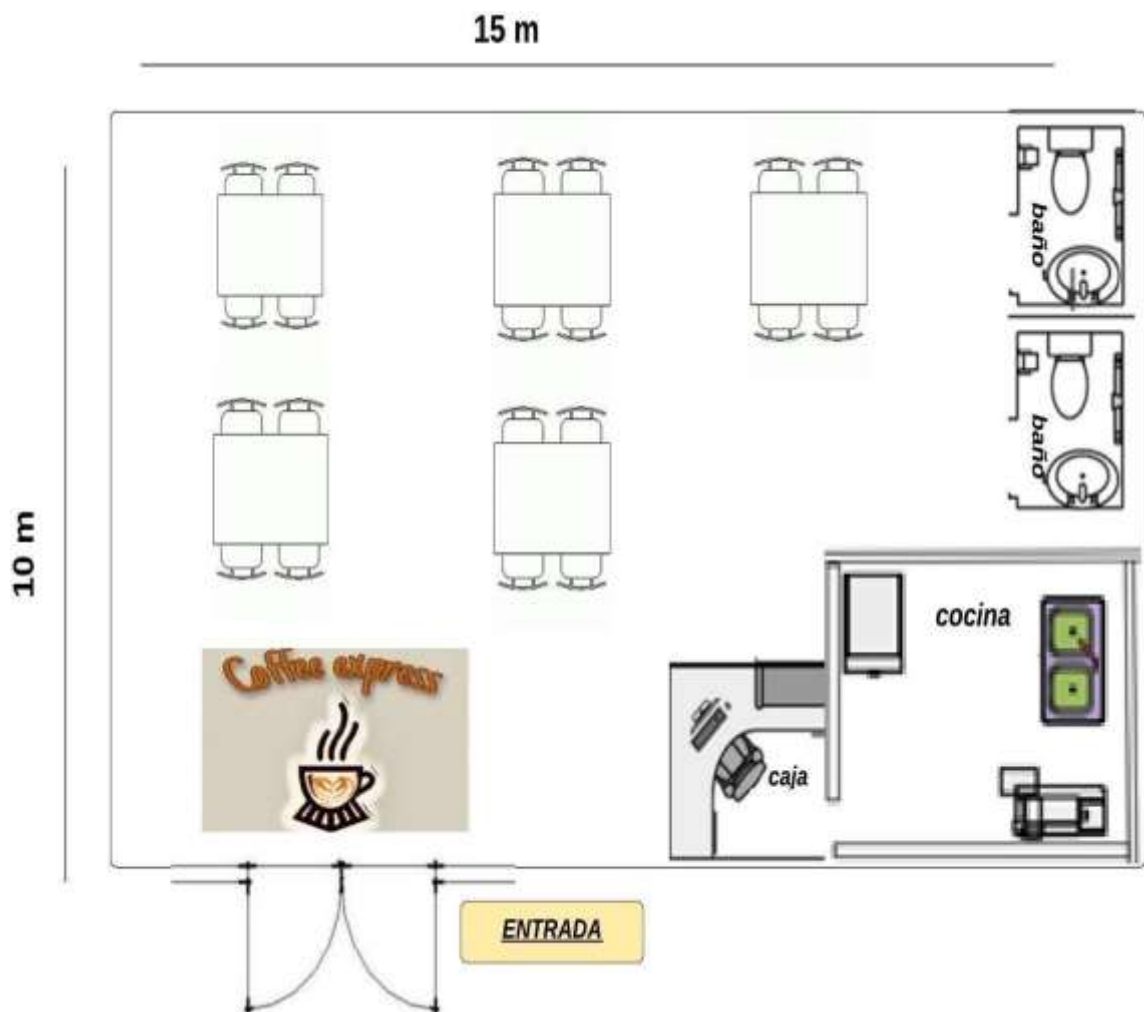 15 m
baño
baño
10 m
cocina
Coffee express
caja
ENTRADA